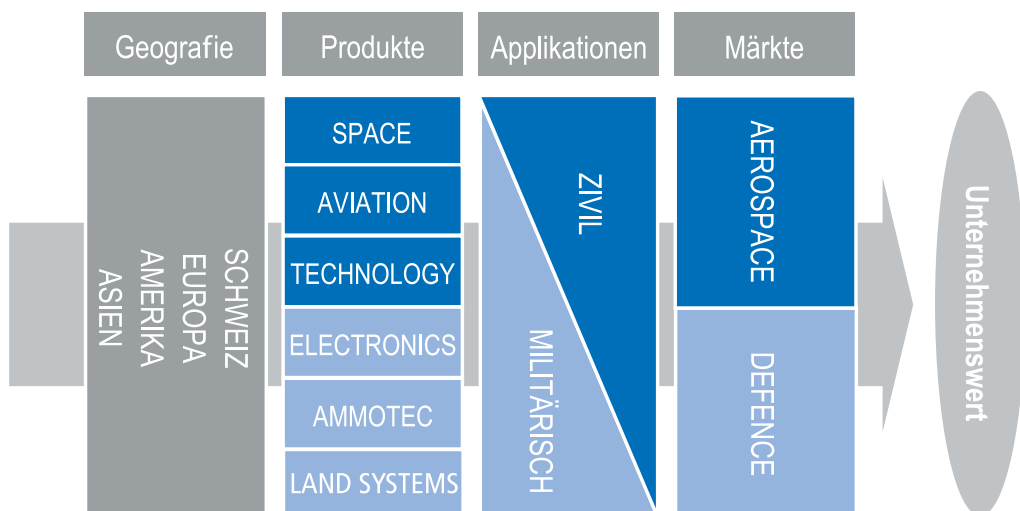 Geografie
Produkte
Applikationen
Märkte
SCHWEIZ
EUROPA
AMERIKA
ASIEN
SPACE
AVIATION
TECHNOLOGY
ELECTRONICS
AMMOTEC
LAND SYSTEMS
ZIVIL
MILITÄRISCH
AEROSPACE
DEFENCE
Unternehmenswert